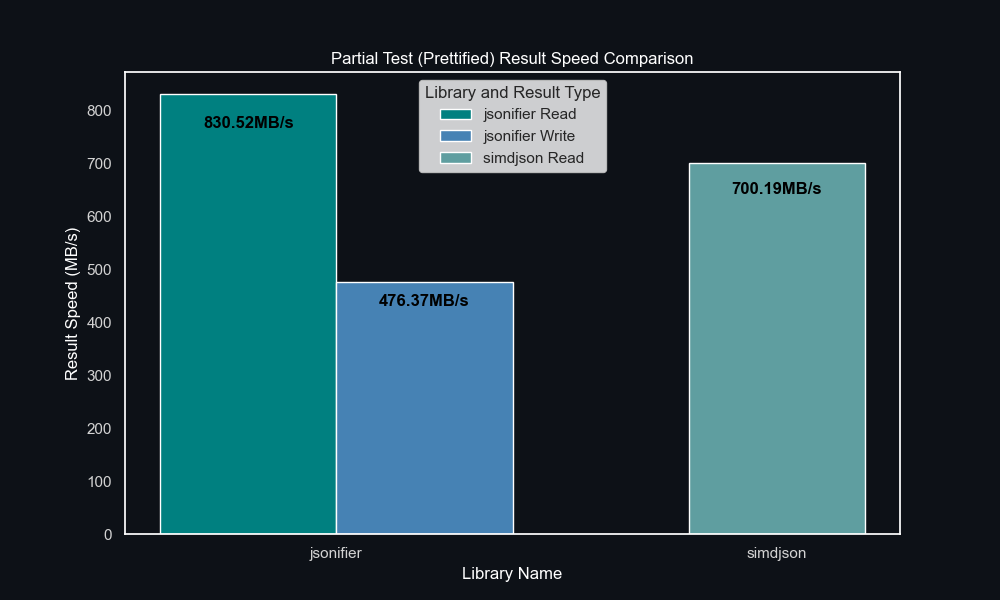 Partial Test (Prettified) Result Speed Comparison
Library and Result Type
jsonifier Read
jsonifier Write
simdjson Read
830.52MB/s
476.37MB/s
700.19MB/s
Result Speed (MB/s)
800
700
600
500
400
300
200
100
0
jsonifier
simdjson
Library Name